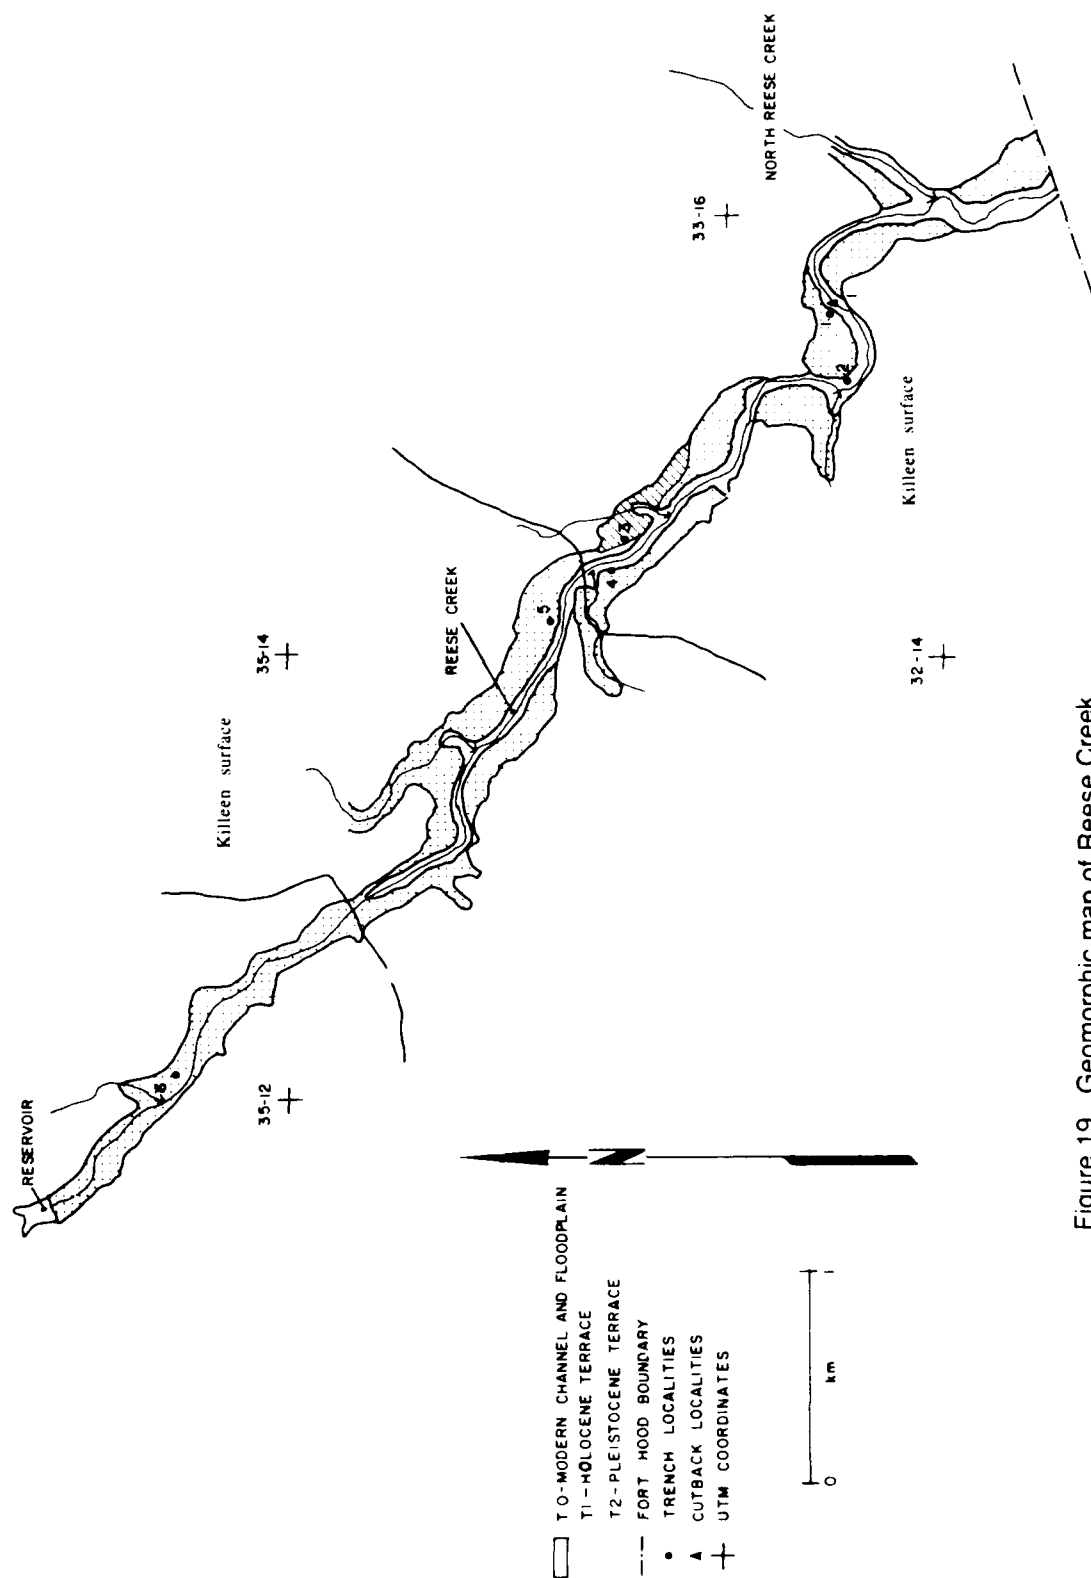 RESERVOIR
35-12
Killeen surface
35-14
REESE CREEK
33-16
NORTH REESE CREEK
5
4
3
2
1
1
Killeen surface
32-14
N
T0-MODERN CHANNEL AND FLOODPLAIN
T1-HOLOCENE TERRACE
T2-PLEISTOCENE TERRACE
FORT HOOD BOUNDARY
TRENCH LOCALITIES
CUTBACK LOCALITIES
UTM COORDINATES
0 km 1
Figure 19. Geomorphic map of Reese Creek